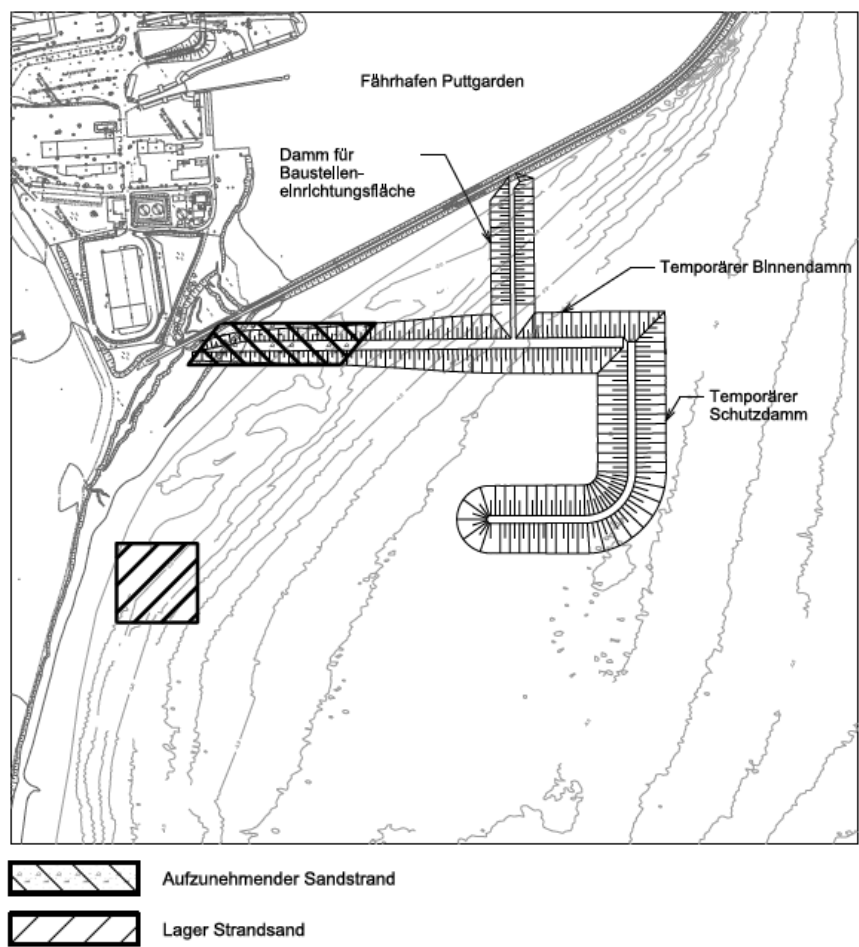 Fährhafen Puttgarden
Damm für
Baustellen-
einrichtungsfläche
Temporärer Binnendamm
Temporärer
Schutzdamm
Aufzunehmender Sandstrand
Lager Strandsand